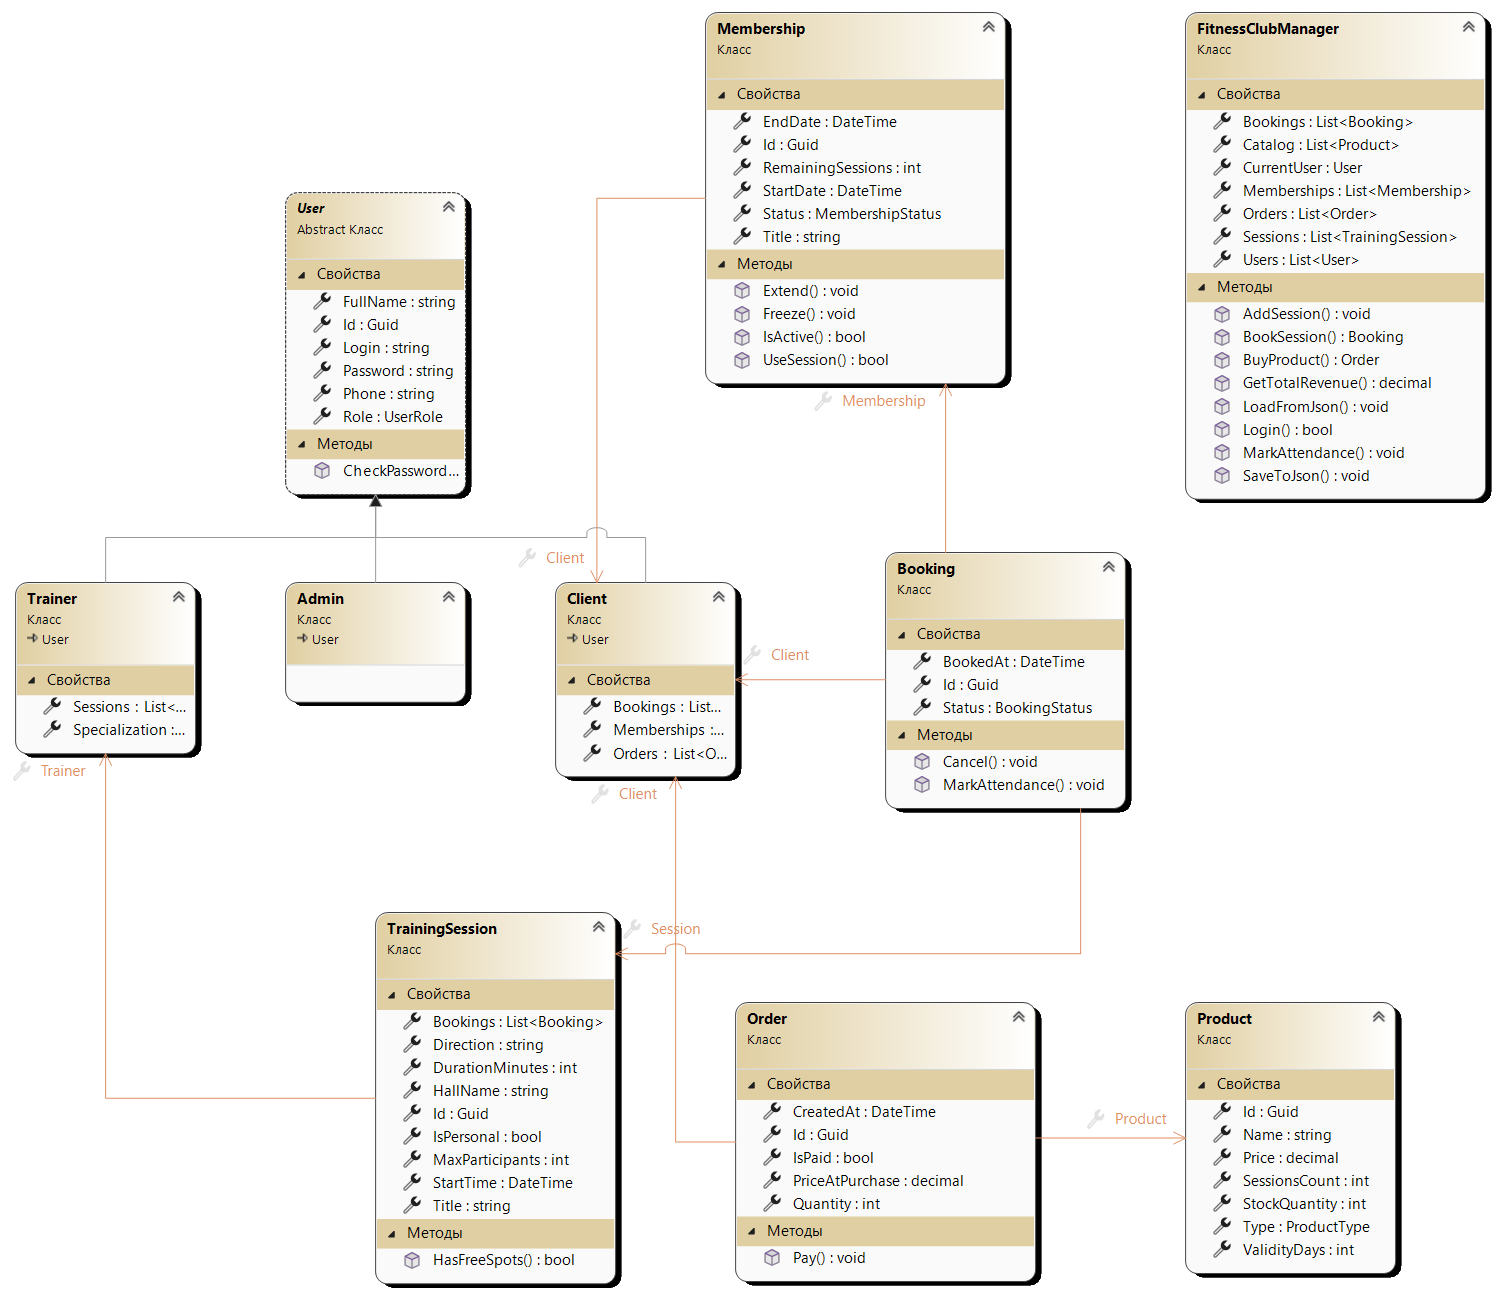 Membership
Класс
Свойства
EndDate : DateTime
Id : Guid
RemainingSessions : int
StartDate : DateTime
Status : MembershipStatus
Title : string
Методы
Extend() : void
Freeze() : void
IsActive() : bool
UseSession() : bool
FitnessClubManager
Класс
Свойства
Bookings : List<Booking>
Catalog : List<Product>
CurrentUser : User
Memberships : List<Membership>
Orders : List<Order>
Sessions : List<TrainingSession>
Users : List<User>
Методы
AddSession() : void
BookSession() : Booking
BuyProduct() : Order
GetTotalRevenue() : decimal
LoadFromJson() : void
Login() : bool
MarkAttendance() : void
SaveToJson() : void
User
Abstract Класс
Свойства
FullName : string
Id : Guid
Login : string
Password : string
Phone : string
Role : UserRole
Методы
CheckPassword...
Membership
Client
Trainer
Класс
User
Свойства
Sessions : List<...
Specialization :...
Trainer
Admin
Класс
User
Client
Класс
User
Свойства
Bookings : List...
Memberships :...
Orders : List<O...
Client
Client
Booking
Класс
Свойства
BookedAt : DateTime
Id : Guid
Status : BookingStatus
Методы
Cancel() : void
MarkAttendance() : void
Session
TrainingSession
Класс
Свойства
Bookings : List<Booking>
Direction : string
DurationMinutes : int
HallName : string
Id : Guid
IsPersonal : bool
MaxParticipants : int
StartTime : DateTime
Title : string
Методы
HasFreeSpots() : bool
Order
Класс
Свойства
CreatedAt : DateTime
Id : Guid
IsPaid : bool
PriceAtPurchase : decimal
Quantity : int
Методы
Pay() : void
Product
Product
Класс
Свойства
Id : Guid
Name : string
Price : decimal
SessionsCount : int
StockQuantity : int
Type : ProductType
ValidityDays : int